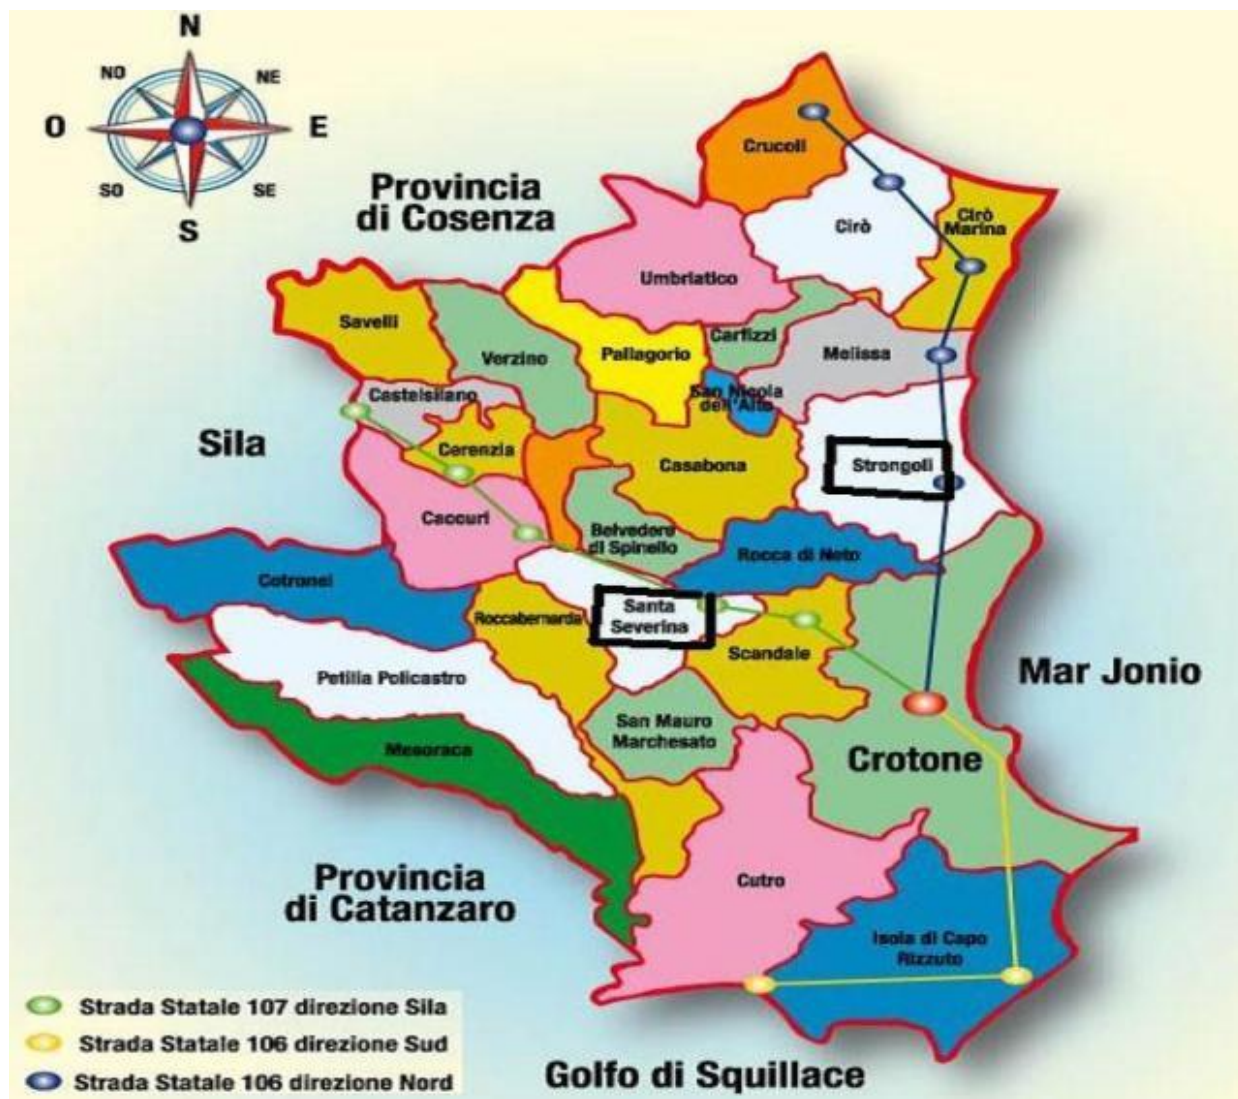 N
NO
NE
O
E
SO
SE
S
Provincia
di Cosenza
Crucoli
Cirò
Cirò
Marina
Umbriatico
Savelli
Verzino
Pallagorio
Carfizzi
Melissa
San Nicola
dell'Alto
Castelsilano
Sila
Cerenzia
Casabona
Strongoli
Caccuri
Belvedere
di Spinello
Rocca di Neto
Cotronei
Roccabernarda
Santa
Severina
Scandale
Mar Jonio
Petilia Policastro
San Mauro
Marchesato
Mesoraca
Crotone
Provincia
di Catanzaro
Cutro
Isola di Capo
Rizzuto
Strada Statale 107 direzione Sila
Strada Statale 106 direzione Sud
Strada Statale 106 direzione Nord
Golfo di Squillace